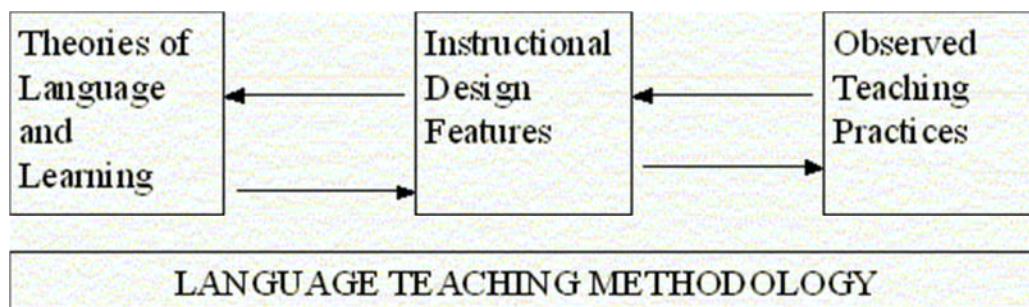 Theories of
Language
and
Learning
Instructional
Design
Features
Observed
Teaching
Practices
LANGUAGE TEACHING METHODOLOGY